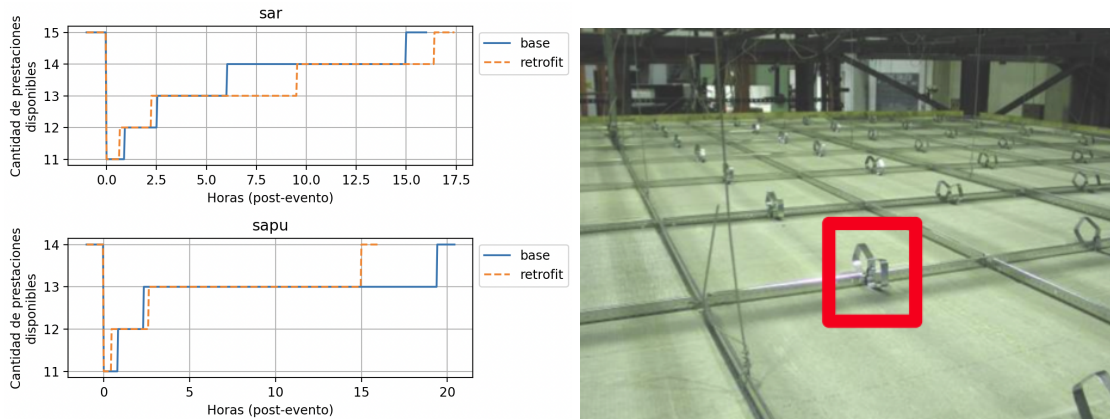 sar
Cantidad de prestaciones
disponibles
15
14
13
12
11
0.0 2.5 5.0 7.5 10.0 12.5 15.0 17.5
Horas (post-evento)
base
retrofit
sapu
Cantidad de prestaciones
disponibles
14
13
12
11
0 5 10 15 20
Horas (post-evento)
base
retrofit